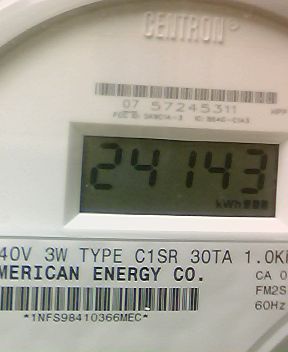 CENTRON®
07 57245311
24143
kWh
40V 3W TYPE C1SR 30TA 1.0K
MERICAN ENERGY CO.
CA 0
FM2S
60Hz
*1NFS98410366MEC*